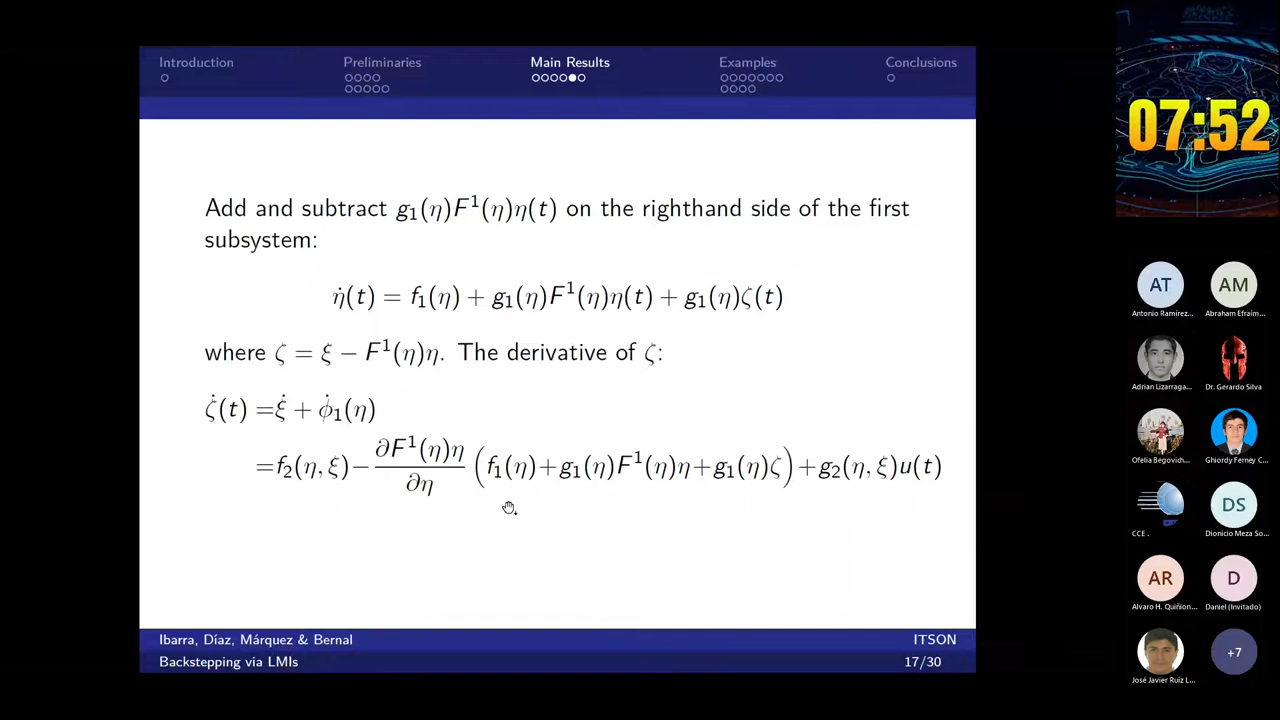 Introduction
Preliminaries
Main Results
Examples
Conclusions
07:52
Add and subtract g₁(η)F¹(η)η(t) on the righthand side of the first
subsystem:
η̇(t) = f₁(η) + g₁(η)F¹(η)η(t) + g₁(η)ζ(t)
where ζ = ξ − F¹(η)η. The derivative of ζ:
ζ̇(t) =ξ̇ + φ̇₁(η)
=f₂(η, ξ)− ∂F¹(η)η/∂η (f₁(η)+g₁(η)F¹(η)η+g₁(η)ζ) +g₂(η, ξ)u(t)
Ibarra, Díaz, Márquez & Bernal
ITSON
Backstepping via LMIs
17/30
AT
AM
Antonio Ramírez...
Abraham Efraim...
Adrian Lizarraga...
Dr. Gerardo Silva
Ofelia Begovich...
Ghiordy Ferney C...
DS
CCE .
Dionicio Meza So...
AR
D
Alvaro H. Quiñon...
Daniel (Invitado)
+7
José Javier Ruíz L...